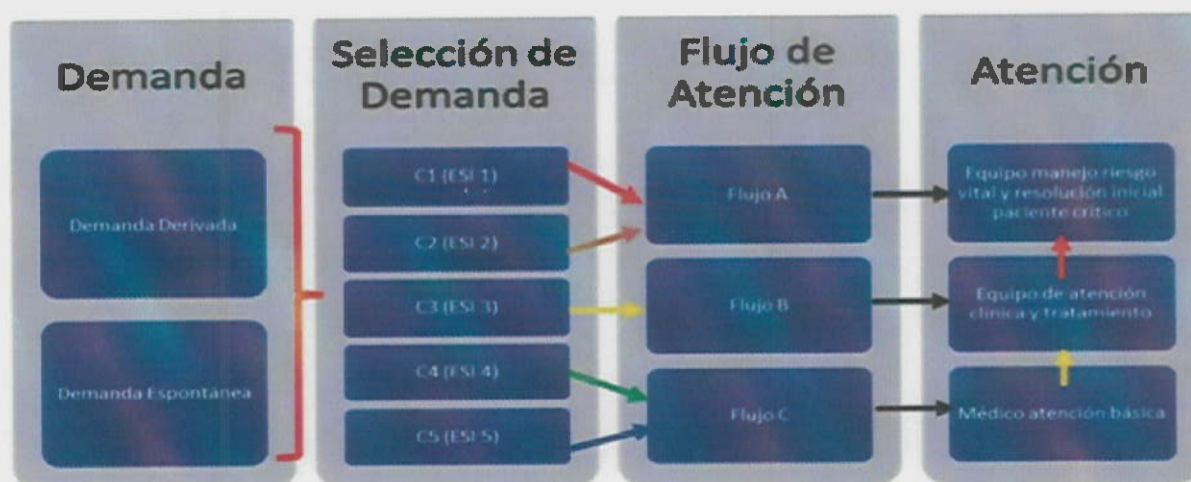 Demanda
Demanda Derivada
Demanda Espontánea
Selección de
Demanda
C1 (ESI 1)
C2 (ESI 2)
C3 (ESI 3)
C4 (ESI 4)
C5 (ESI 5)
Flujo de
Atención
Flujo A
Flujo B
Flujo C
Atención
Equipo manejo riesgo
vital y resolución inicial
paciente crítico
Equipo de atención
clínica y tratamiento
Médico atención básica